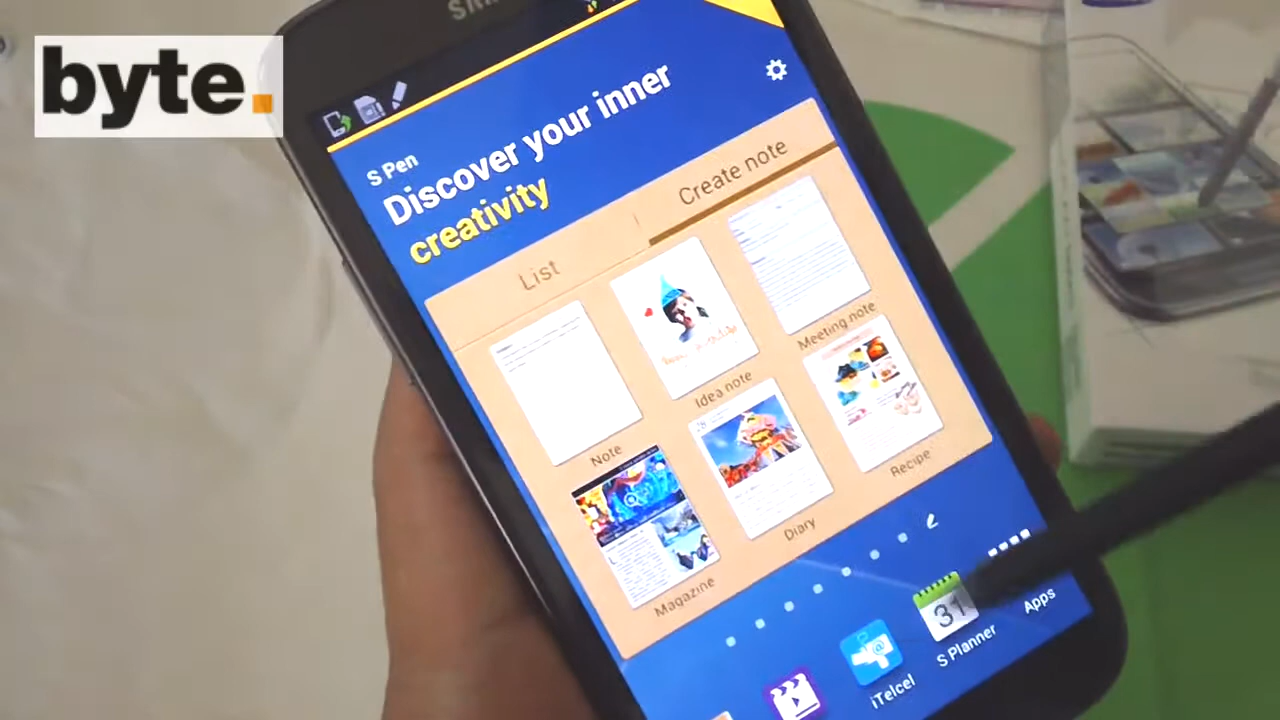 byte.
SAMSUNG
S Pen
Discover your inner
creativity
List
Create note
Note
Idea note
Meeting note
Magazine
Diary
Recipe
31
iTelcel
S Planner
Apps